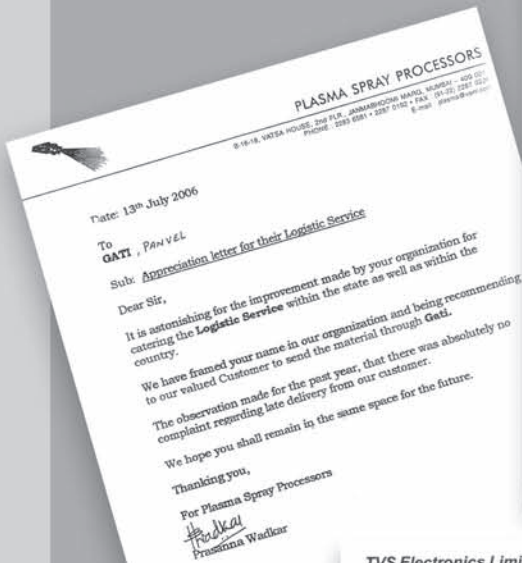 PLASMA SPRAY PROCESSORS
B-16-18, VATSA HOUSE, 2nd FLR., JANMABHOOMI MARG, MUMBAI - 400 001
PHONE : 2283 6581 • 2287 0192 • FAX : (91-22) 2287
E-mail : plasma@vsnl.com
Date: 13th July 2006
To
GATI , PANVEL
Sub: Appreciation letter for their Logistic Service
Dear Sir,
It is astonishing for the improvement made by your organization for
catering the Logistic Service within the state as well as within the
country.
We have framed your name in our organization and being recommending
to our valued Customer to send the material through Gati.
The observation made for the past year, that there was absolutely no
complaint regarding late delivery from our customer.
We hope you shall remain in the same space for the future.
Thanking you,
For Plasma Spray Processors
Prasanna Wadkar
TVS Electronics Limi